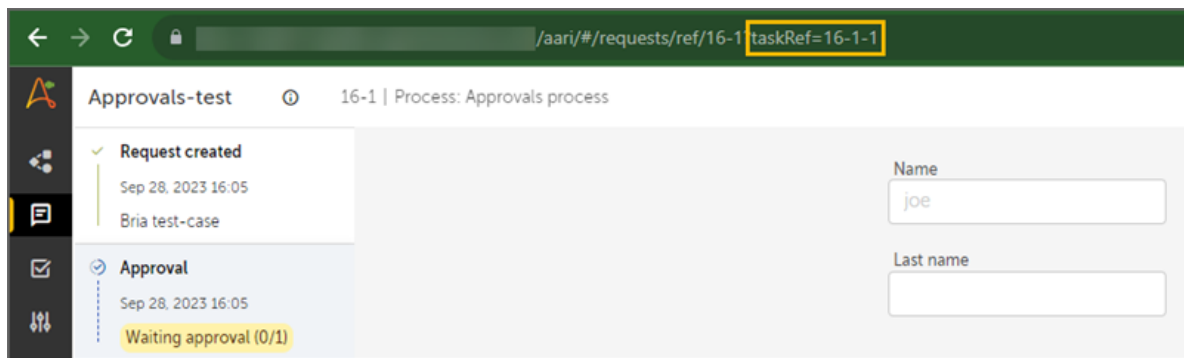 /aari/#/requests/ref/16-1?taskRef=16-1-1
Approvals-test
16-1 | Process: Approvals process
Request created
Sep 28, 2023 16:05
Bria test-case
Approval
Sep 28, 2023 16:05
Waiting approval (0/1)
Name
joe
Last name